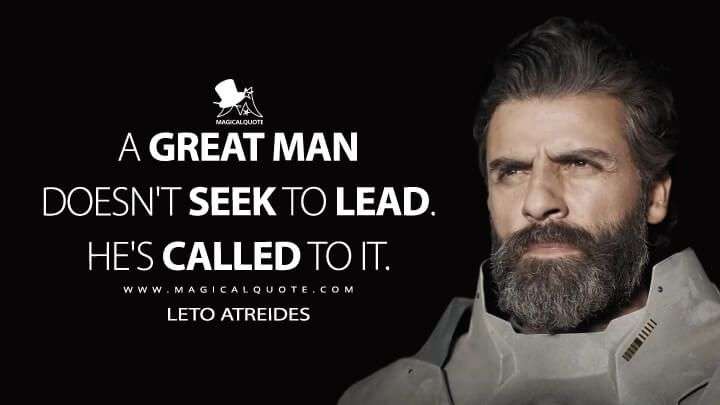 MAGICALQUOTE
A GREAT MAN
DOESN'T SEEK TO LEAD.
HE'S CALLED TO IT.
WWW.MAGICALQUOTE.COM
LETO ATREIDES